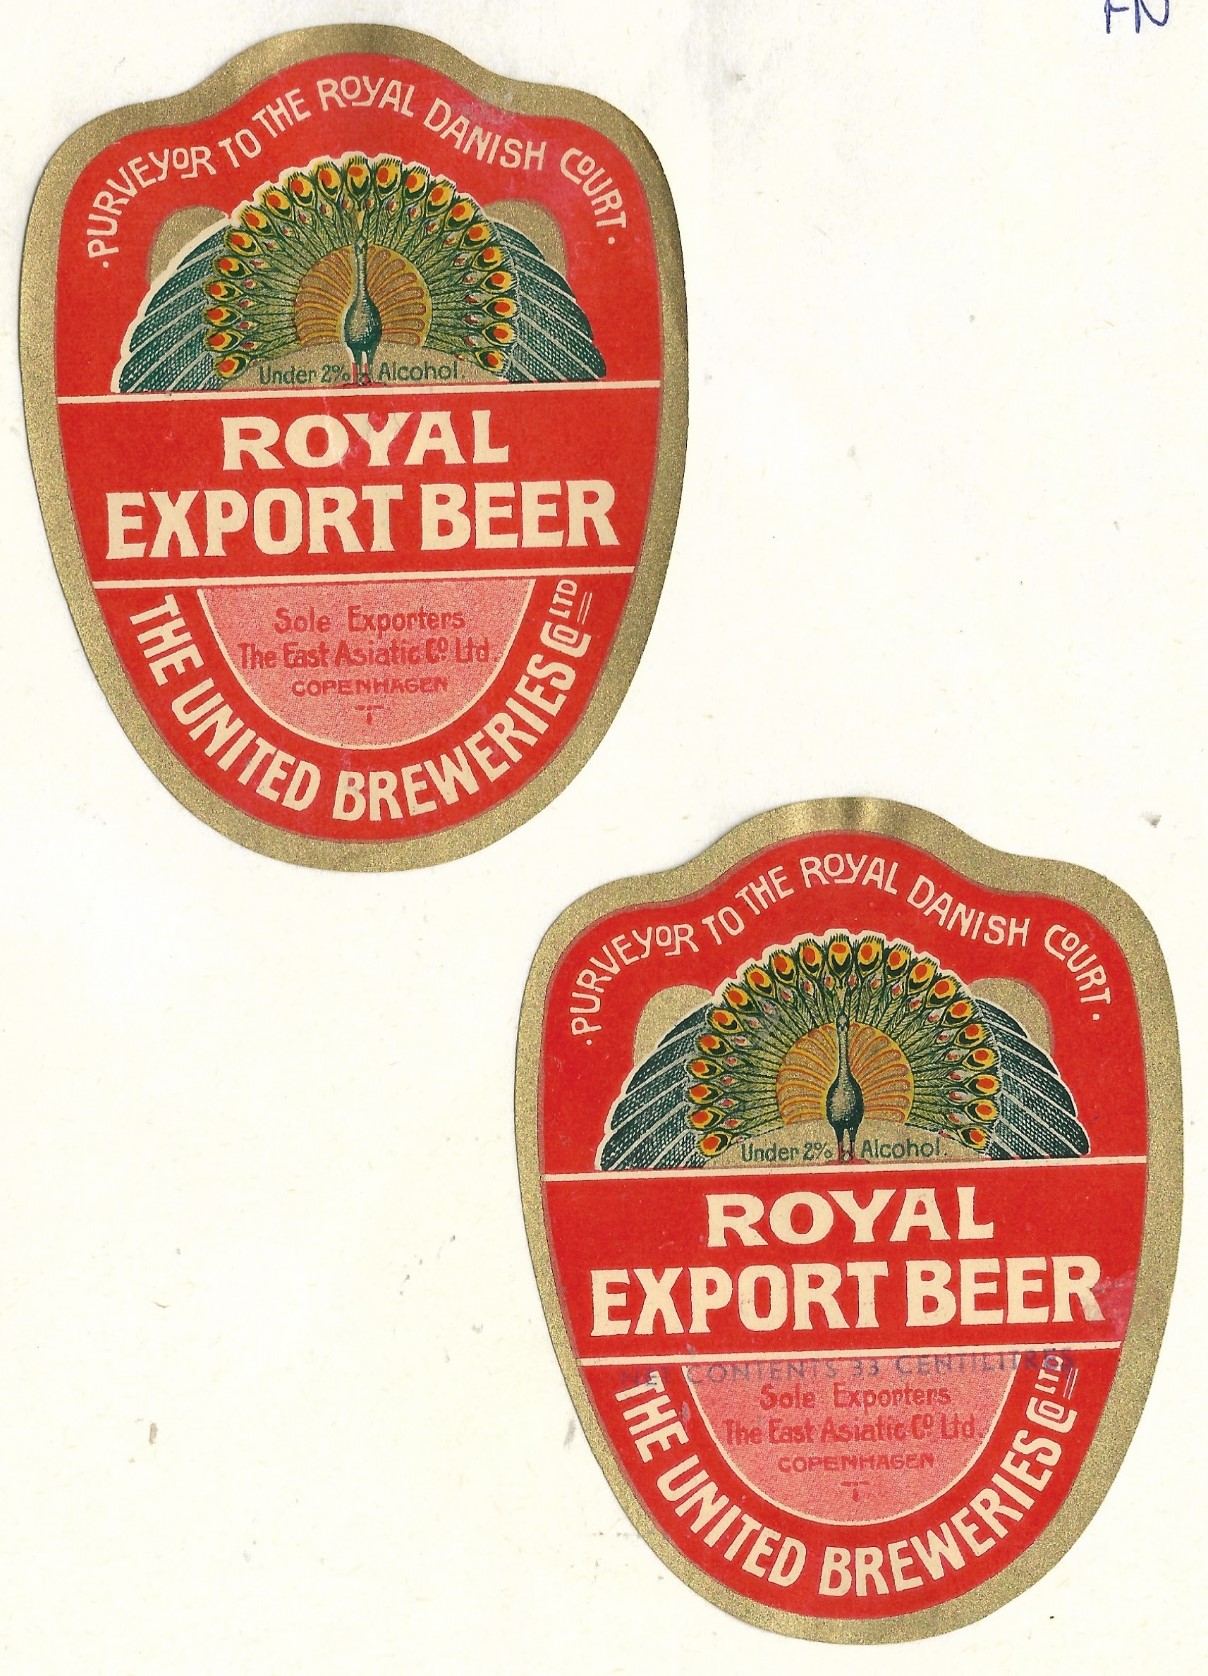 FN
·PURVEYOR TO THE ROYAL DANISH COURT·
Under 2% Alcohol.
ROYAL
EXPORT BEER
Sole Exporters
The East Asiatic Co Ltd.
COPENHAGEN
THE UNITED BREWERIES CO LTD
·PURVEYOR TO THE ROYAL DANISH COURT·
Under 2% Alcohol.
ROYAL
EXPORT BEER
NET CONTENTS 33 CENTILITRES
Sole Exporters
The East Asiatic Co Ltd.
COPENHAGEN
THE UNITED BREWERIES CO LTD